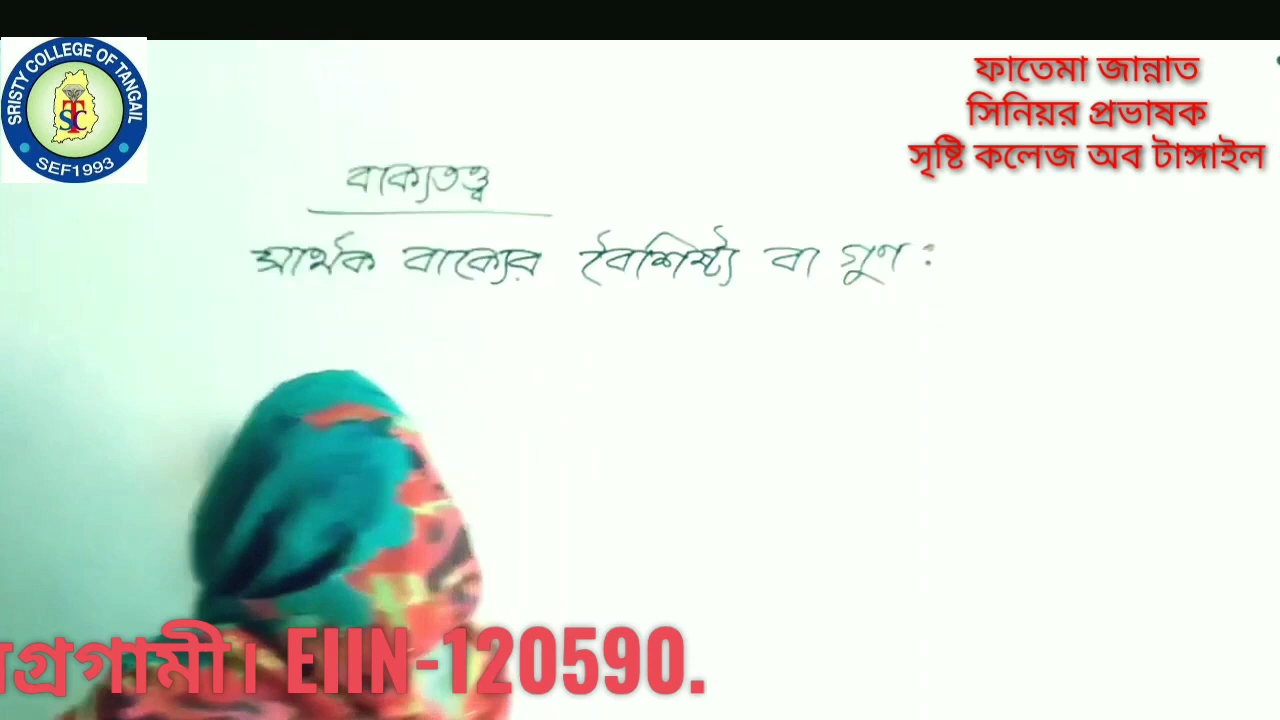 SRISTY COLLEGE OF TANGAIL
STC
SEF1993
ফাতেমা জান্নাত
সিনিয়র প্রভাষক
সৃষ্টি কলেজ অব টাঙ্গাইল
বাক্যতত্ত্ব
সার্থক বাক্যের বৈশিষ্ট্য বা গুণ :
গ্রগামী। EIIN-120590.